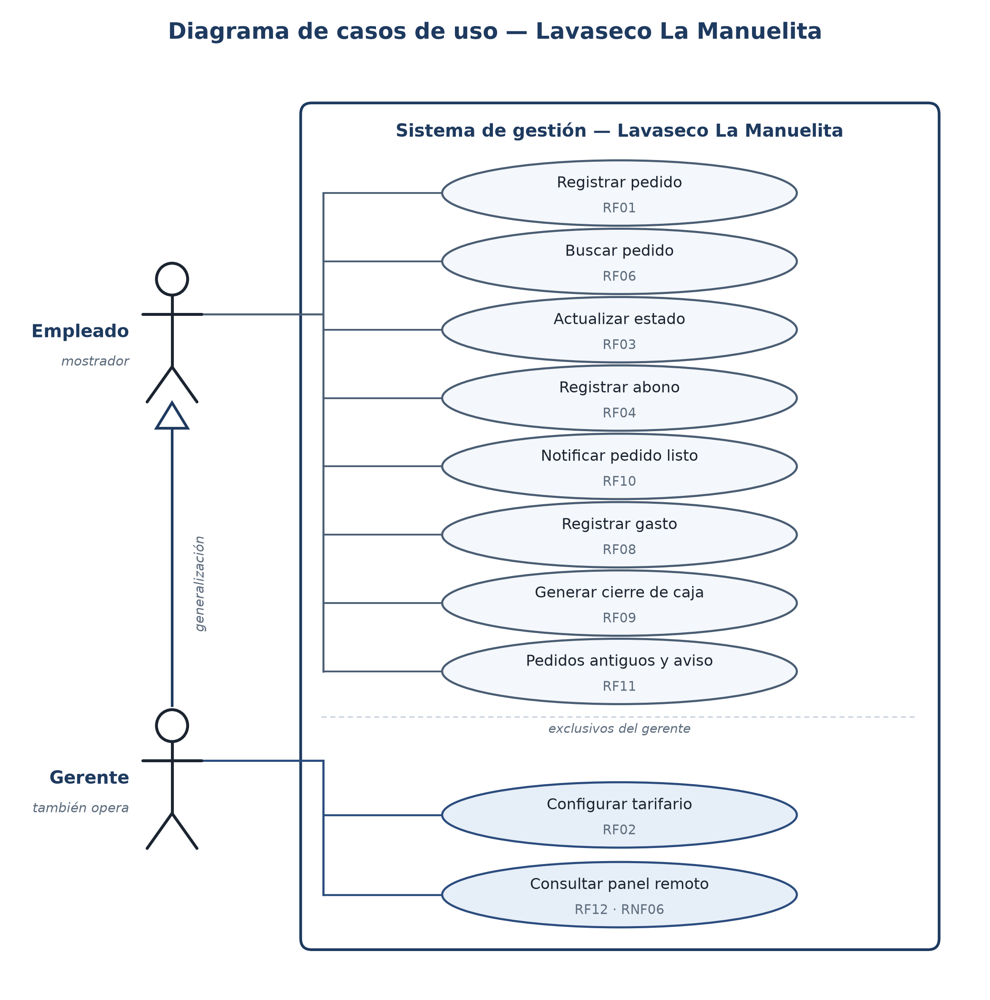 Diagrama de casos de uso — Lavaseco La Manuelita
Sistema de gestión — Lavaseco La Manuelita
Registrar pedido
RF01
Buscar pedido
RF06
Actualizar estado
RF03
Empleado
mostrador
Registrar abono
RF04
Notificar pedido listo
RF10
Registrar gasto
RF08
generalización
Generar cierre de caja
RF09
Pedidos antiguos y aviso
RF11
exclusivos del gerente
Gerente
también opera
Configurar tarifario
RF02
Consultar panel remoto
RF12 · RNF06